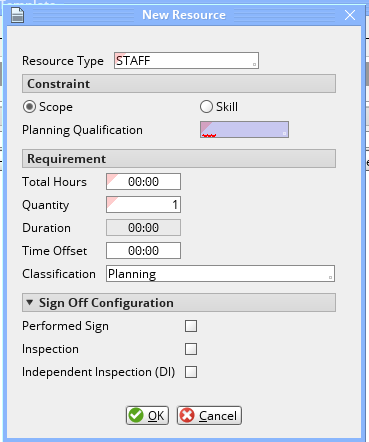 New Resource
Resource Type STAFF
Constraint
Scope Skill
Planning Qualification
Requirement
Total Hours 00:00
Quantity 1
Duration 00:00
Time Offset 00:00
Classification Planning
Sign Off Configuration
Performed Sign
Inspection
Independent Inspection (DI)
OK Cancel